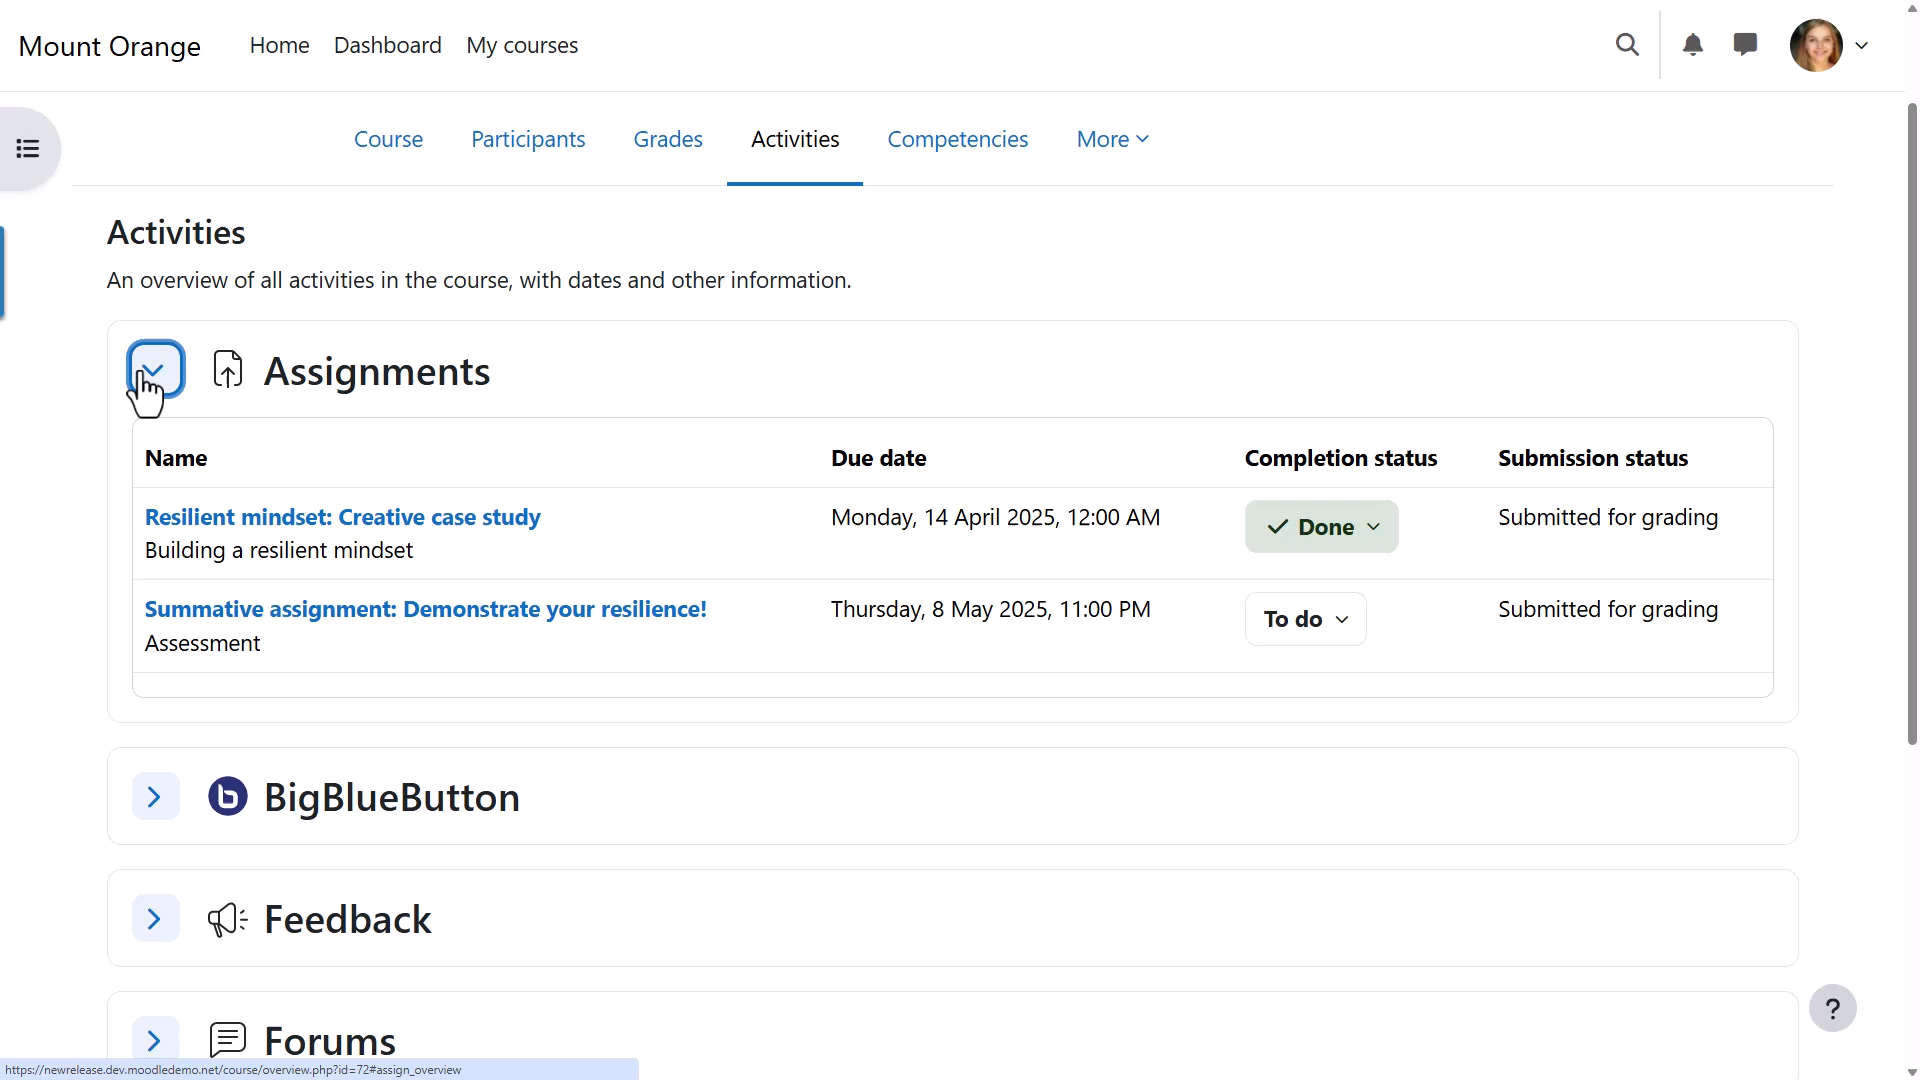 Mount Orange Home Dashboard My courses
Course Participants Grades Activities Competencies More
Activities
An overview of all activities in the course, with dates and other information.
Assignments
Name Due date Completion status Submission status
Resilient mindset: Creative case study Monday, 14 April 2025, 12:00 AM Done Submitted for grading
Building a resilient mindset
Summative assignment: Demonstrate your resilience! Thursday, 8 May 2025, 11:00 PM To do Submitted for grading
Assessment
BigBlueButton
Feedback
?
Forums
https://newrelease.dev.moodledemo.net/course/overview.php?id=72#assign_overview